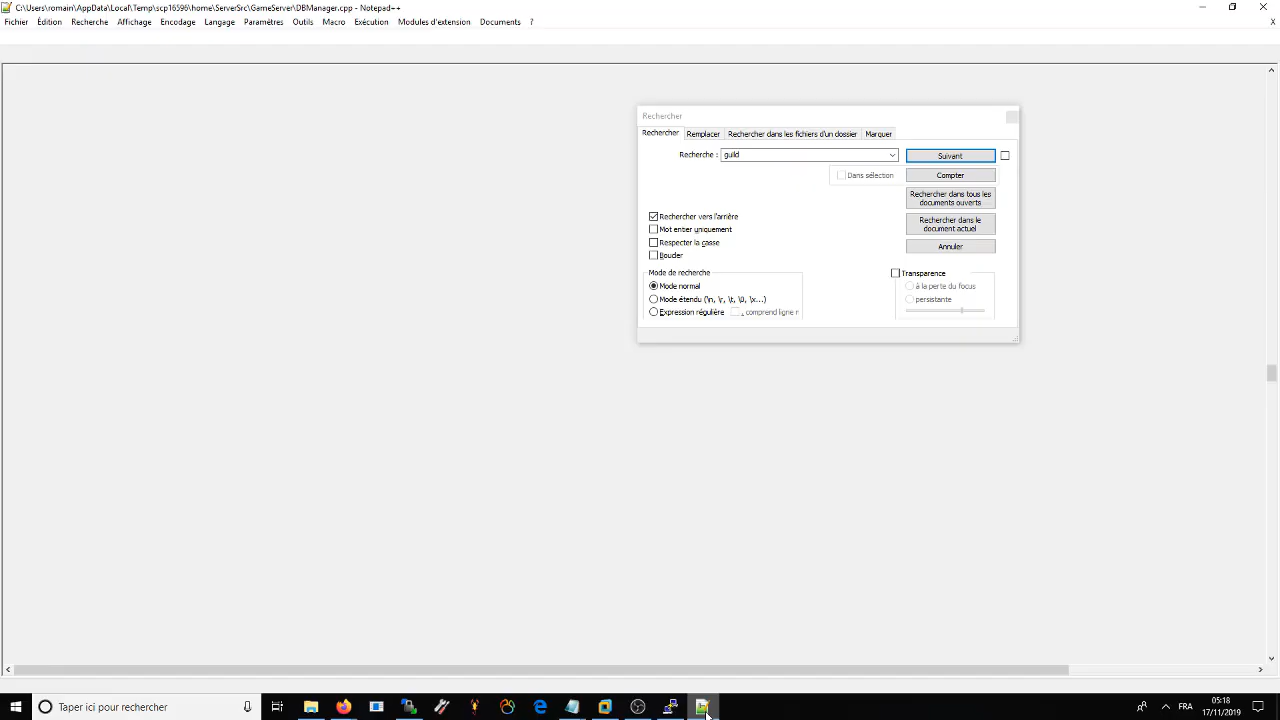 C:\Users\romain\AppData\Local\Temp\scp16596\home\ServerSrc\GameServer\DBManager.cpp - Notepad++
Fichier Édition Recherche Affichage Encodage Langage Paramètres Outils Macro Exécution Modules d'extension Documents ? X
Rechercher
Rechercher Remplacer Rechercher dans les fichiers d'un dossier Marquer
Recherche : guild Suivant
Dans sélection Compter
Rechercher dans tous les
documents ouverts
Rechercher vers l'arrière
Rechercher dans le
document actuel
Mot entier uniquement
Respecter la casse
Annuler
Boucler
Mode de recherche Transparence
Mode normal à la perte du focus
Mode étendu (\n, \r, \t, \0, \x...) persistante
Expression régulière . comprend ligne r
Taper ici pour rechercher
FRA
05:18
17/11/2019